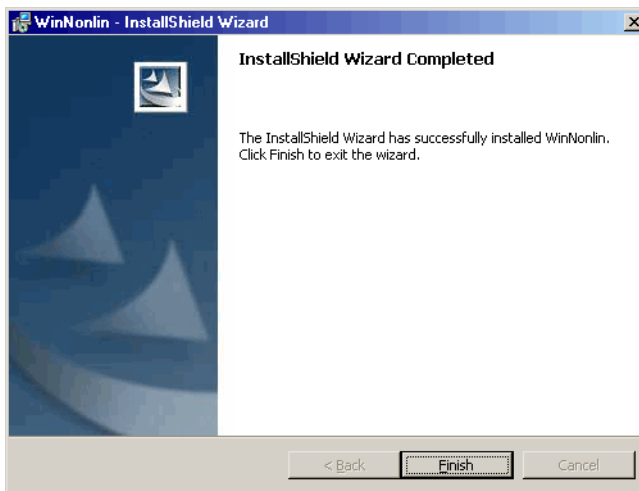 WinNonlin - InstallShield Wizard
InstallShield Wizard Completed
The InstallShield Wizard has successfully installed WinNonlin.
Click Finish to exit the wizard.
< Back
Finish
Cancel